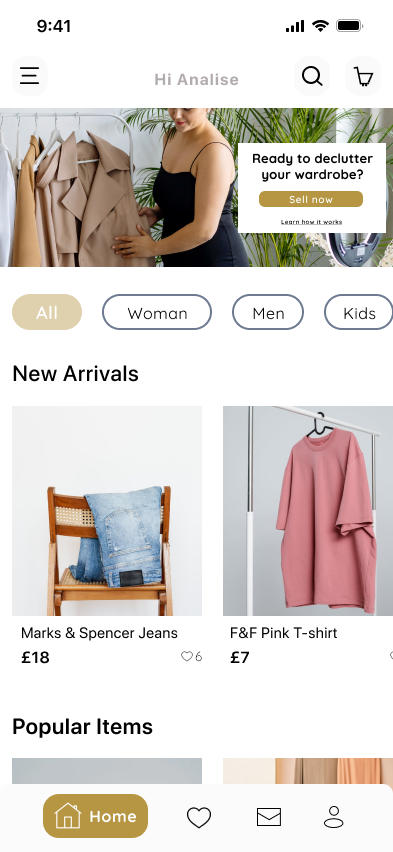 9:41
Hi Analise
Ready to declutter
your wardrobe?
Sell now
Learn how it works
All
Woman
Men
Kids
New Arrivals
Marks & Spencer Jeans
£18
6
F&F Pink T-shirt
£7
Popular Items
Home